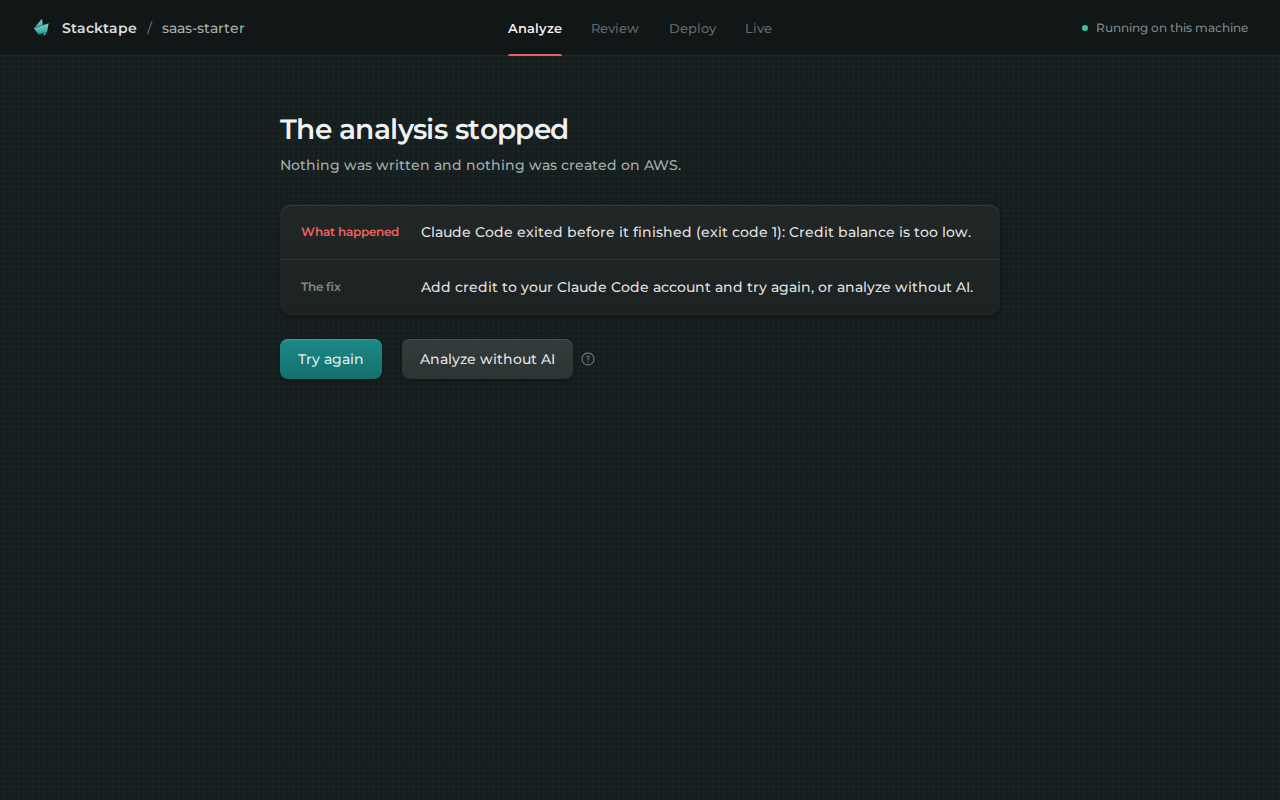 Stacktape / saas-starter
Analyze
Review
Deploy
Live
Running on this machine
The analysis stopped
Nothing was written and nothing was created on AWS.
What happened
Claude Code exited before it finished (exit code 1): Credit balance is too low.
The fix
Add credit to your Claude Code account and try again, or analyze without AI.
Try again
Analyze without AI
?